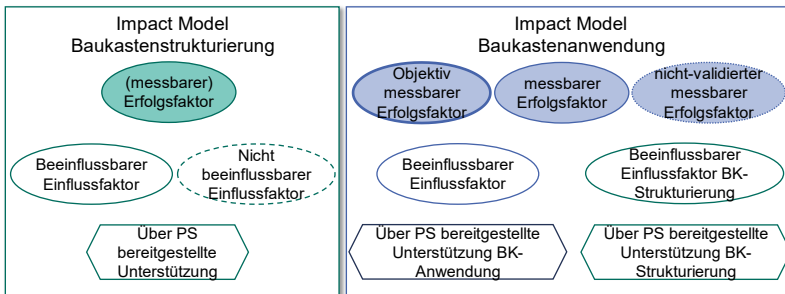 Impact Model
Baukastenstrukturierung
(messbarer)
Erfolgsfaktor
Beeinflussbarer
Einflussfaktor
Nicht
beeinflussbarer
Einflussfaktor
Über PS
bereitgestellte
Unterstützung
Impact Model
Baukastenanwendung
Objektiv
messbarer
Erfolgsfaktor
messbarer
Erfolgsfaktor
nicht-validierter
messbarer
Erfolgsfaktor
Beeinflussbarer
Einflussfaktor
Beeinflussbarer
Einflussfaktor BK-
Strukturierung
Über PS bereitgestellte
Unterstützung BK-
Anwendung
Über PS bereitgestellte
Unterstützung BK-
Strukturierung